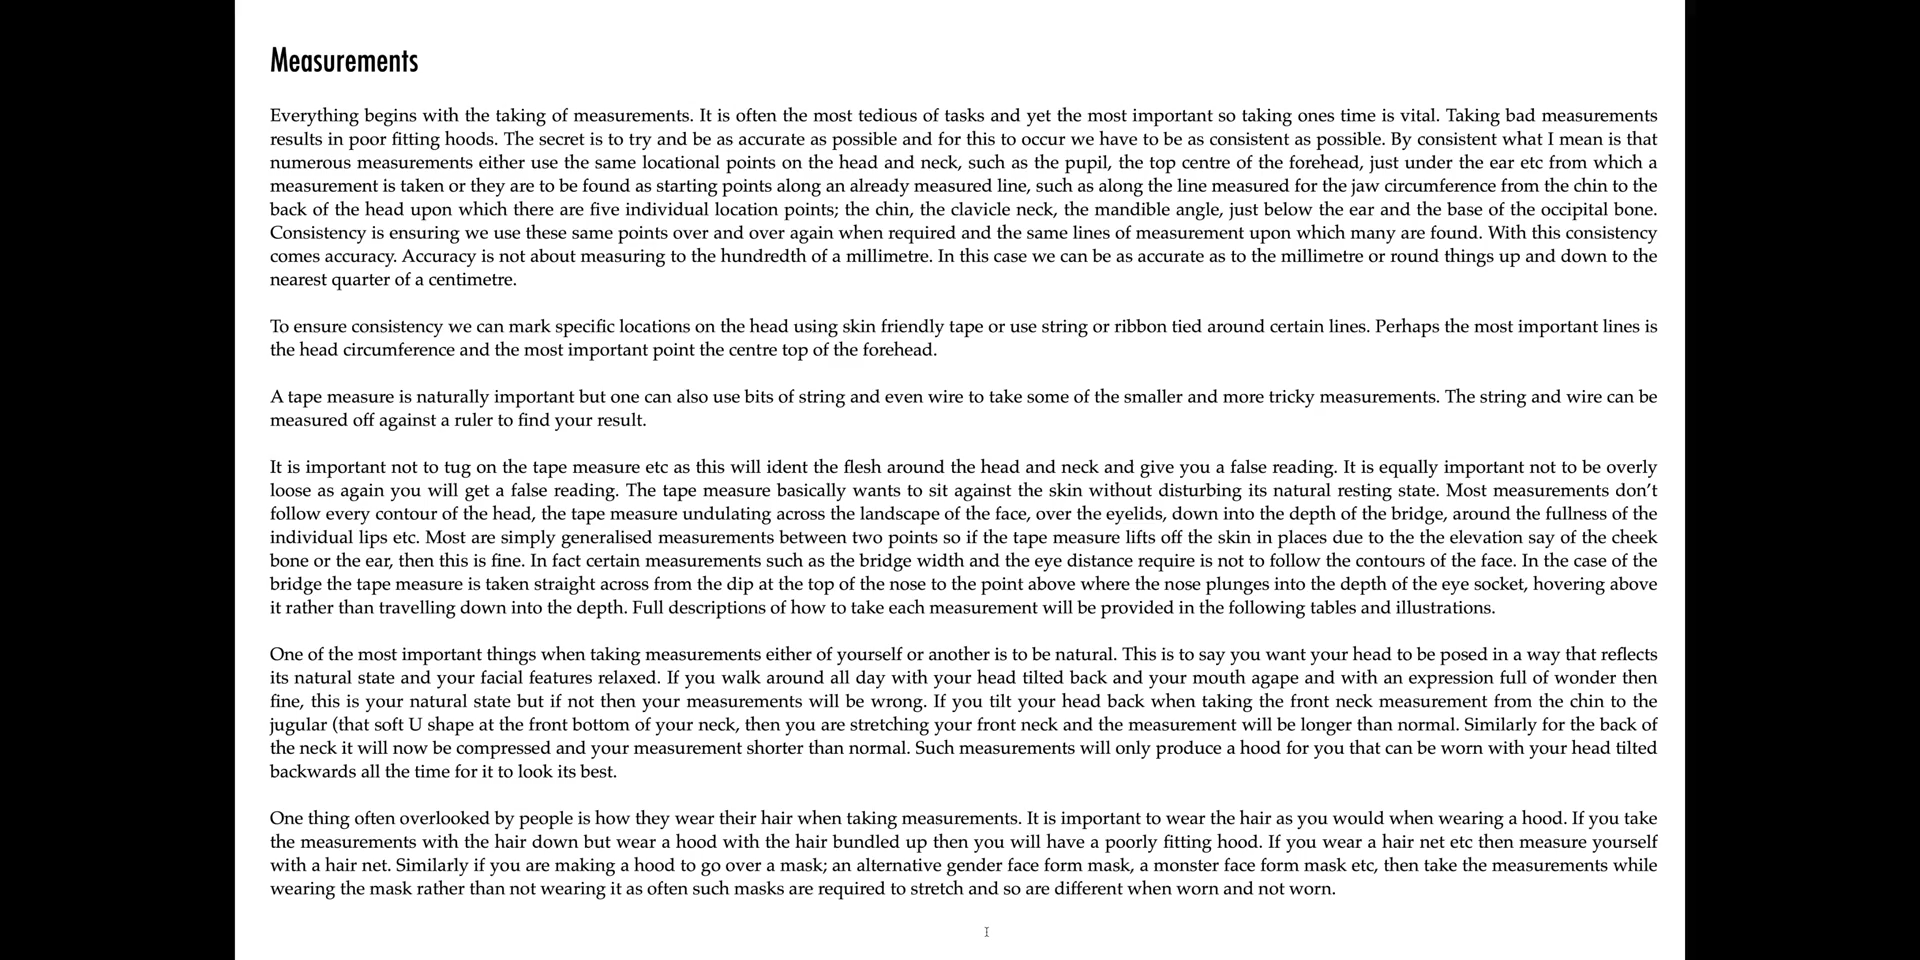 Measurements
Everything begins with the taking of measurements. It is often the most tedious of tasks and yet the most important so taking ones time is vital. Taking bad measurements
results in poor fitting hoods. The secret is to try and be as accurate as possible and for this to occur we have to be as consistent as possible. By consistent what I mean is that
numerous measurements either use the same locational points on the head and neck, such as the pupil, the top centre of the forehead, just under the ear etc from which a
measurement is taken or they are to be found as starting points along an already measured line, such as along the line measured for the jaw circumference from the chin to the
back of the head upon which there are five individual location points; the chin, the clavicle neck, the mandible angle, just below the ear and the base of the occipital bone.
Consistency is ensuring we use these same points over and over again when required and the same lines of measurement upon which many are found. With this consistency
comes accuracy. Accuracy is not about measuring to the hundredth of a millimetre. In this case we can be as accurate as to the millimetre or round things up and down to the
nearest quarter of a centimetre.
To ensure consistency we can mark specific locations on the head using skin friendly tape or use string or ribbon tied around certain lines. Perhaps the most important lines is
the head circumference and the most important point the centre top of the forehead.
A tape measure is naturally important but one can also use bits of string and even wire to take some of the smaller and more tricky measurements. The string and wire can be
measured off against a ruler to find your result.
It is important not to tug on the tape measure etc as this will ident the flesh around the head and neck and give you a false reading. It is equally important not to be overly
loose as again you will get a false reading. The tape measure basically wants to sit against the skin without disturbing its natural resting state. Most measurements don’t
follow every contour of the head, the tape measure undulating across the landscape of the face, over the eyelids, down into the depth of the bridge, around the fullness of the
individual lips etc. Most are simply generalised measurements between two points so if the tape measure lifts off the skin in places due to the the elevation say of the cheek
bone or the ear, then this is fine. In fact certain measurements such as the bridge width and the eye distance require is not to follow the contours of the face. In the case of the
bridge the tape measure is taken straight across from the dip at the top of the nose to the point above where the nose plunges into the depth of the eye socket, hovering above
it rather than travelling down into the depth. Full descriptions of how to take each measurement will be provided in the following tables and illustrations.
One of the most important things when taking measurements either of yourself or another is to be natural. This is to say you want your head to be posed in a way that reflects
its natural state and your facial features relaxed. If you walk around all day with your head tilted back and your mouth agape and with an expression full of wonder then
fine, this is your natural state but if not then your measurements will be wrong. If you tilt your head back when taking the front neck measurement from the chin to the
jugular (that soft U shape at the front bottom of your neck, then you are stretching your front neck and the measurement will be longer than normal. Similarly for the back of
the neck it will now be compressed and your measurement shorter than normal. Such measurements will only produce a hood for you that can be worn with your head tilted
backwards all the time for it to look its best.
One thing often overlooked by people is how they wear their hair when taking measurements. It is important to wear the hair as you would when wearing a hood. If you take
the measurements with the hair down but wear a hood with the hair bundled up then you will have a poorly fitting hood. If you wear a hair net etc then measure yourself
with a hair net. Similarly if you are making a hood to go over a mask; an alternative gender face form mask, a monster face form mask etc, then take the measurements while
wearing the mask rather than not wearing it as often such masks are required to stretch and so are different when worn and not worn.